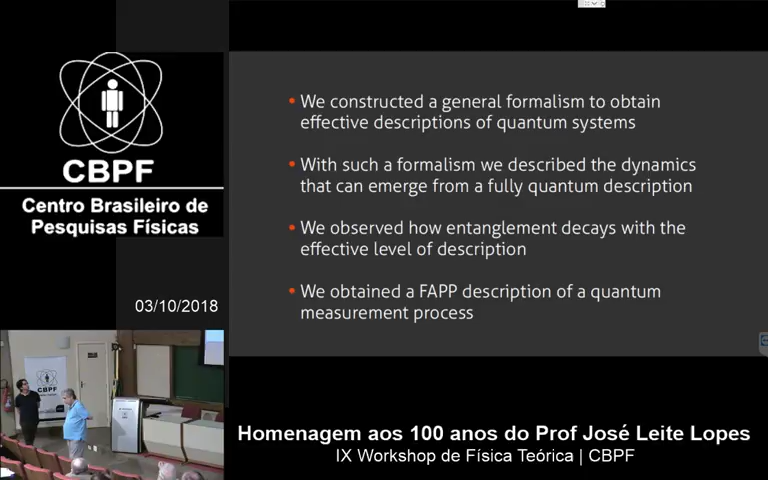 CBPF
Centro Brasileiro de
Pesquisas Físicas
03/10/2018
• We constructed a general formalism to obtain
effective descriptions of quantum systems
• With such a formalism we described the dynamics
that can emerge from a fully quantum description
• We observed how entanglement decays with the
effective level of description
• We obtained a FAPP description of a quantum
measurement process
CBPF
Homenagem aos 100 anos do Prof José Leite Lopes
IX Workshop de Física Teórica | CBPF